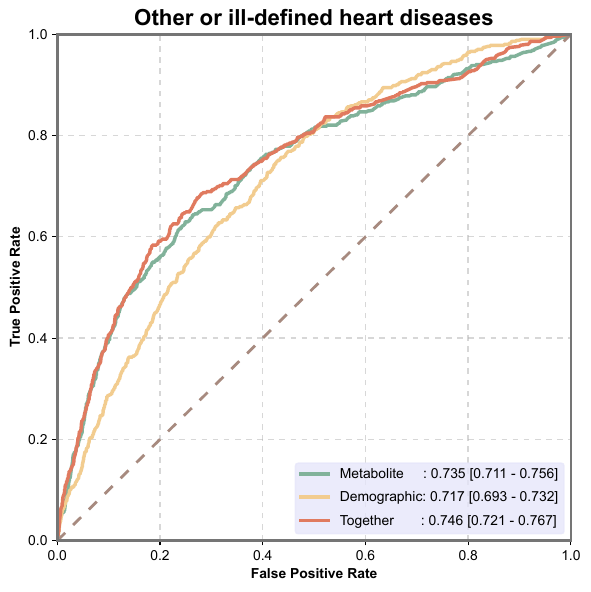 Other or ill-defined heart diseases
1.0
0.8
0.6
0.4
0.2
0.0
True Positive Rate
Metabolite : 0.735 [0.711 - 0.756]
Demographic: 0.717 [0.693 - 0.732]
Together : 0.746 [0.721 - 0.767]
0.0 0.2 0.4 0.6 0.8 1.0
False Positive Rate